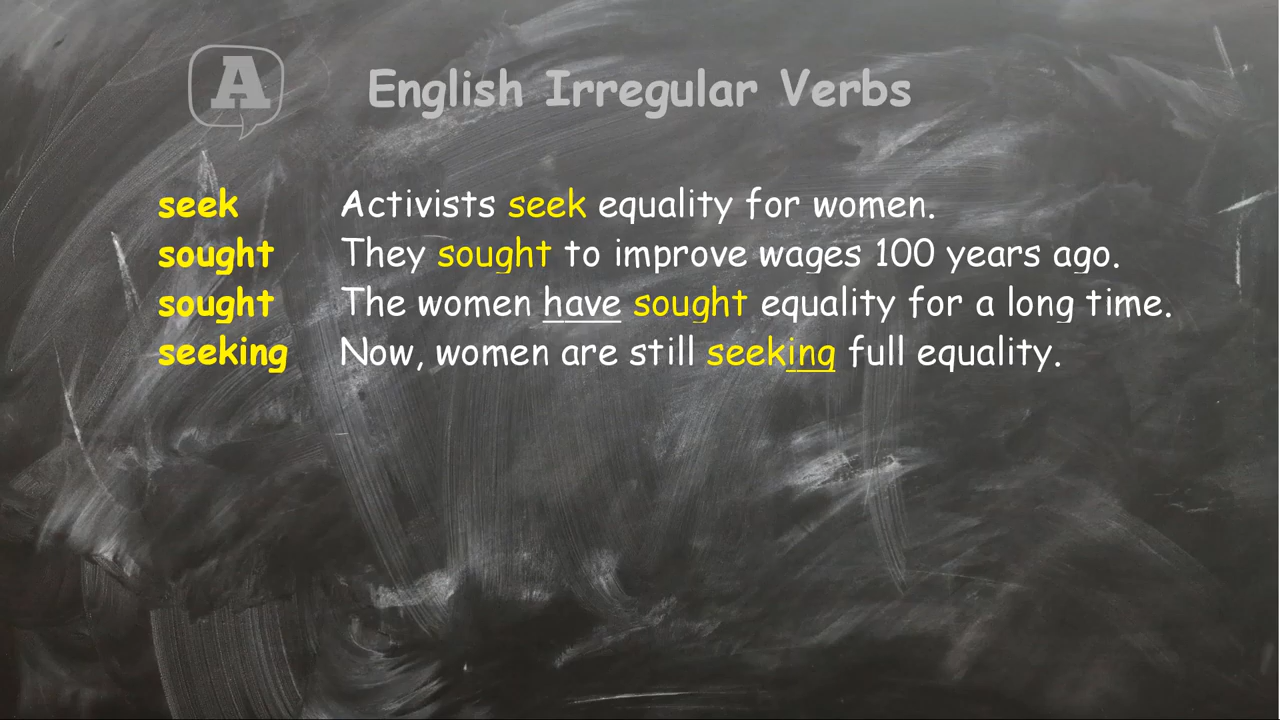 A English Irregular Verbs
seek Activists seek equality for women.
sought They sought to improve wages 100 years ago.
sought The women have sought equality for a long time.
seeking Now, women are still seeking full equality.